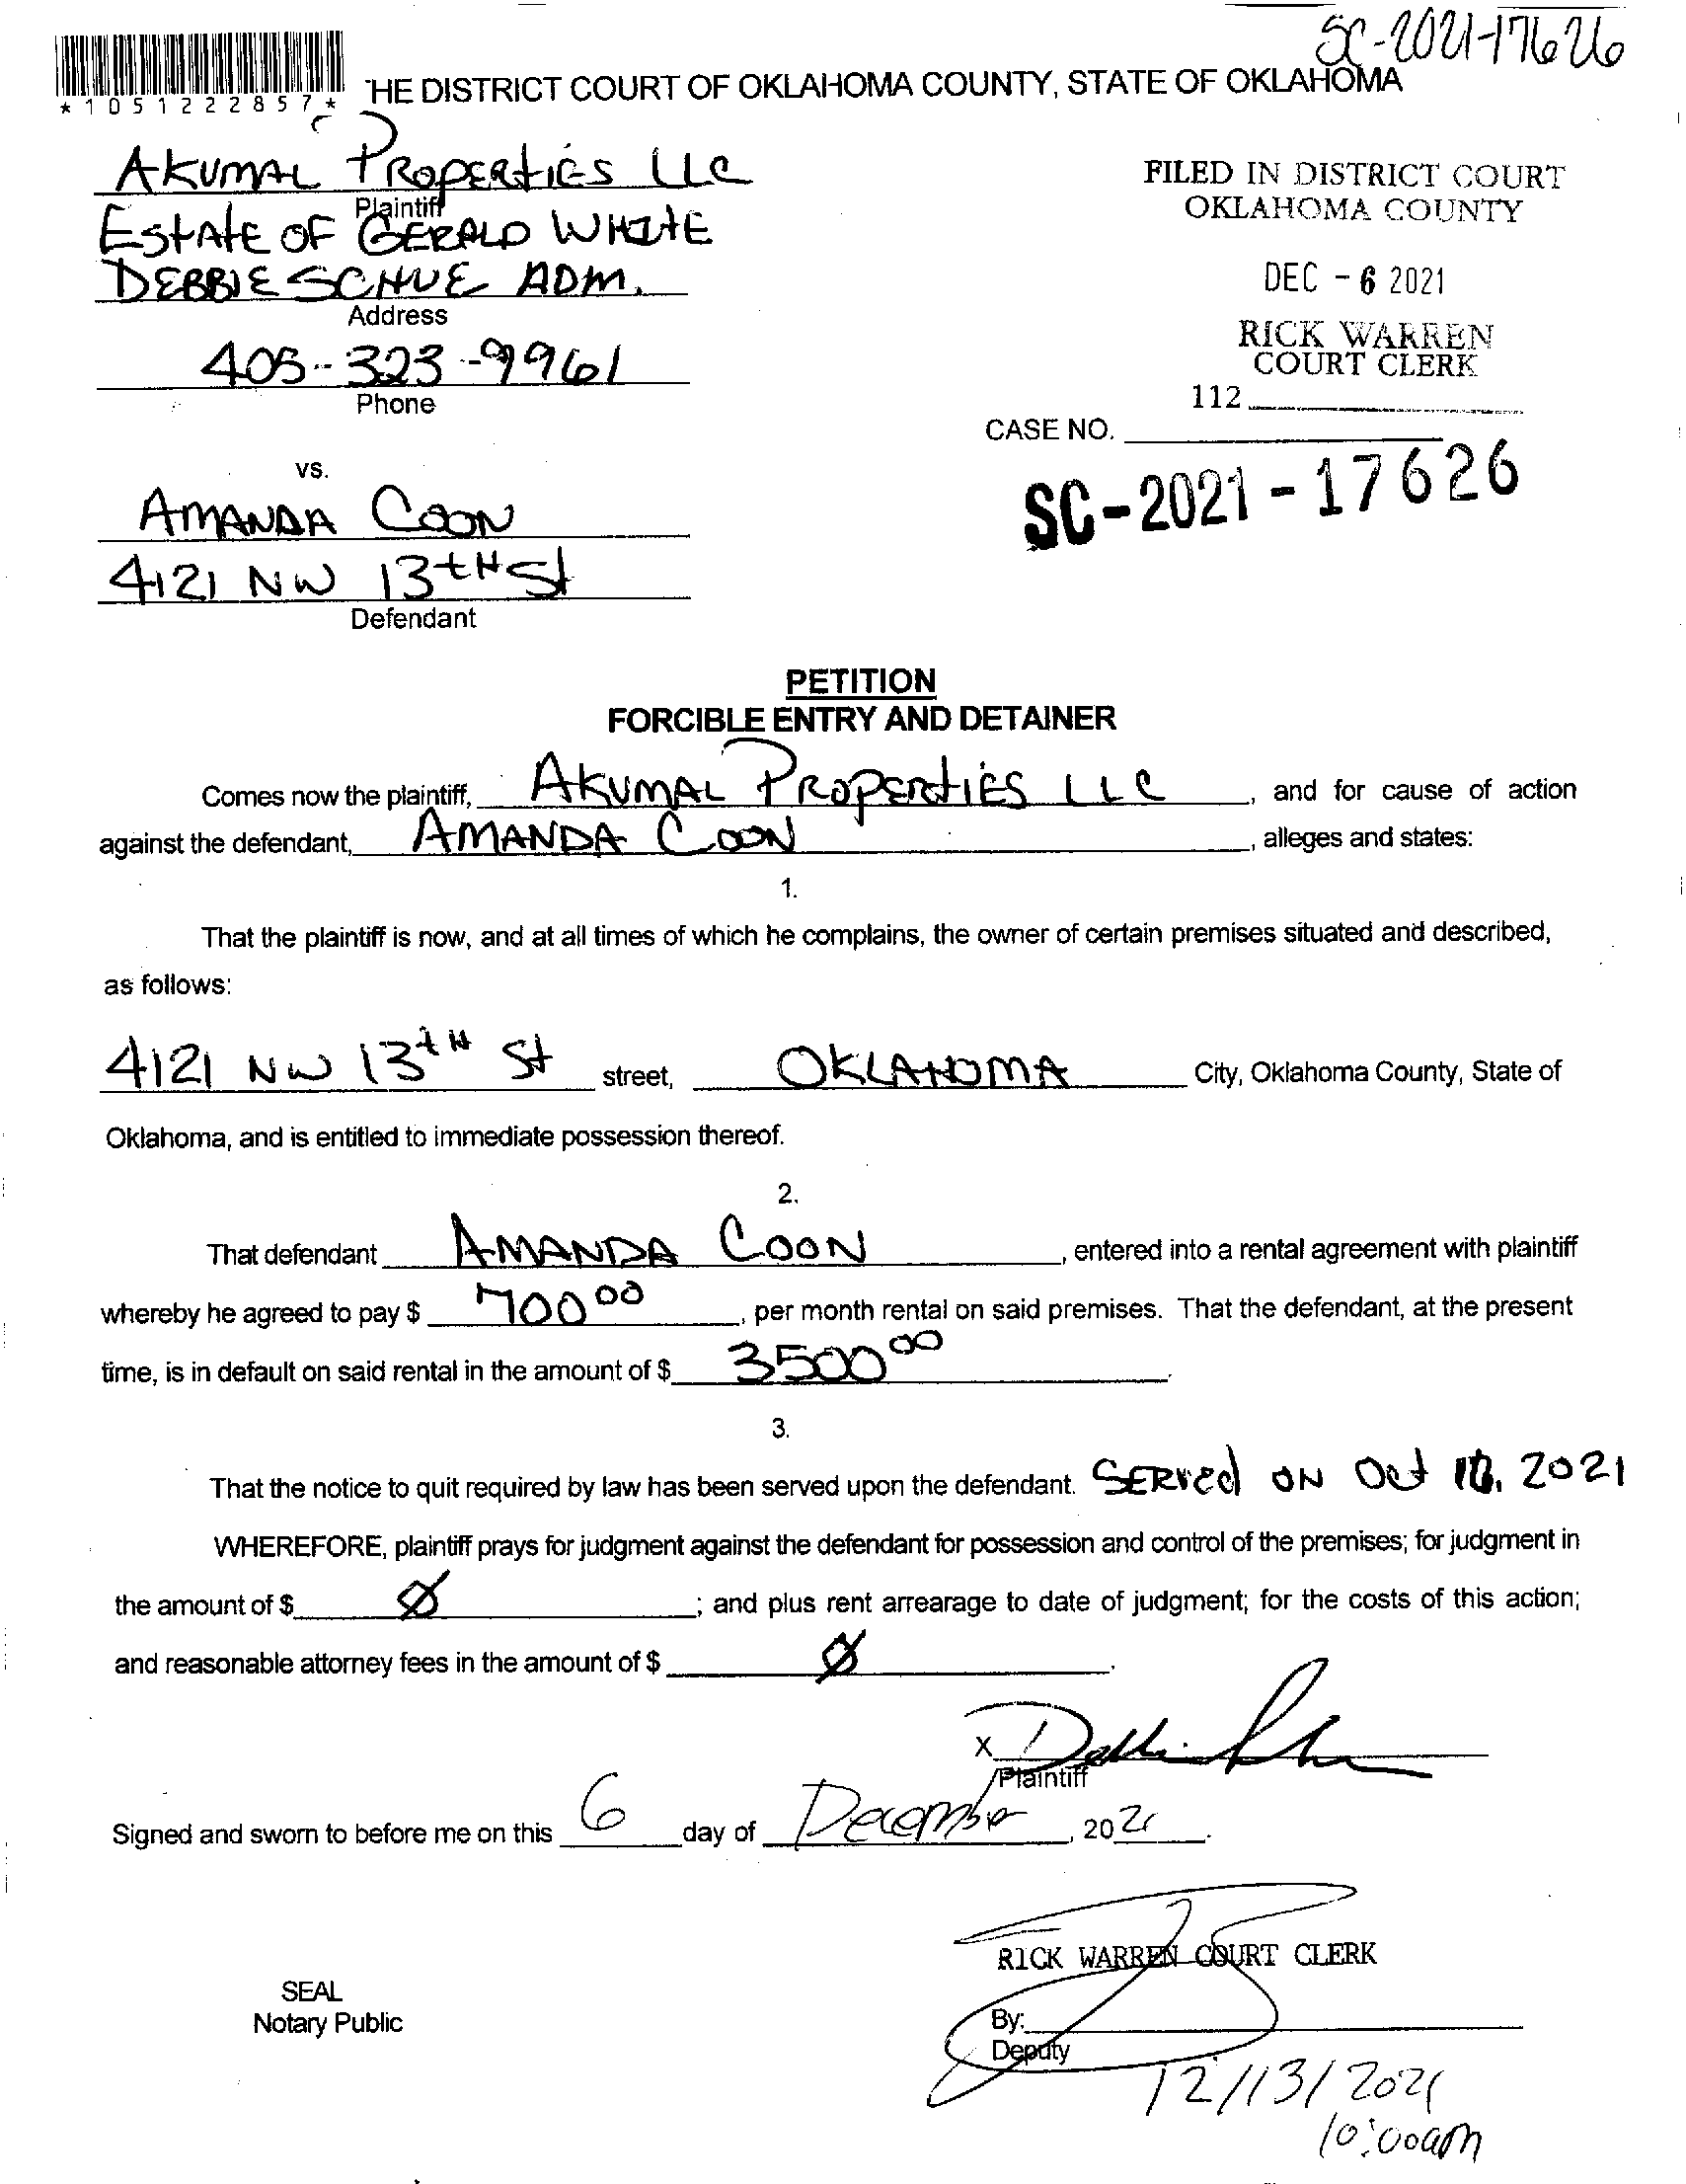 SC-2021-17626
*1051222857*
THE DISTRICT COURT OF OKLAHOMA COUNTY, STATE OF OKLAHOMA
AKUMAL PROPERTIES LLC
Plaintiff
ESTATE OF GERALD WHITE
DEBBIE SCHUE ADM.
Address
405-323-9961
Phone
FILED IN DISTRICT COURT
OKLAHOMA COUNTY
DEC - 6 2021
RICK WARREN
COURT CLERK
112
CASE NO.
SC-2021-17626
vs.
AMANDA COON
4121 NW 13tH St
Defendant
PETITION
FORCIBLE ENTRY AND DETAINER
Comes now the plaintiff, AKUMAL PROPERTIES LLC, and for cause of action
against the defendant, AMANDA COON, alleges and states:
1.
That the plaintiff is now, and at all times of which he complains, the owner of certain premises situated and described,
as follows:
4121 NW 13tH St street, OKLAHOMA City, Oklahoma County, State of
Oklahoma, and is entitled to immediate possession thereof.
2.
That defendant AMANDA COON, entered into a rental agreement with plaintiff
whereby he agreed to pay $ 700 00, per month rental on said premises. That the defendant, at the present
time, is in default on said rental in the amount of $ 3500 00.
3.
That the notice to quit required by law has been served upon the defendant. SERVED ON Oct 2021
WHEREFORE, plaintiff prays for judgment against the defendant for possession and control of the premises; for judgment in
the amount of $ Ø; and plus rent arrearage to date of judgment; for the costs of this action;
and reasonable attorney fees in the amount of $ Ø.
X
Plaintiff
Signed and sworn to before me on this 6 day of December, 2021.
RICK WARREN COURT CLERK
SEAL
Notary Public
By:
Deputy
12/13/2021
10:00am